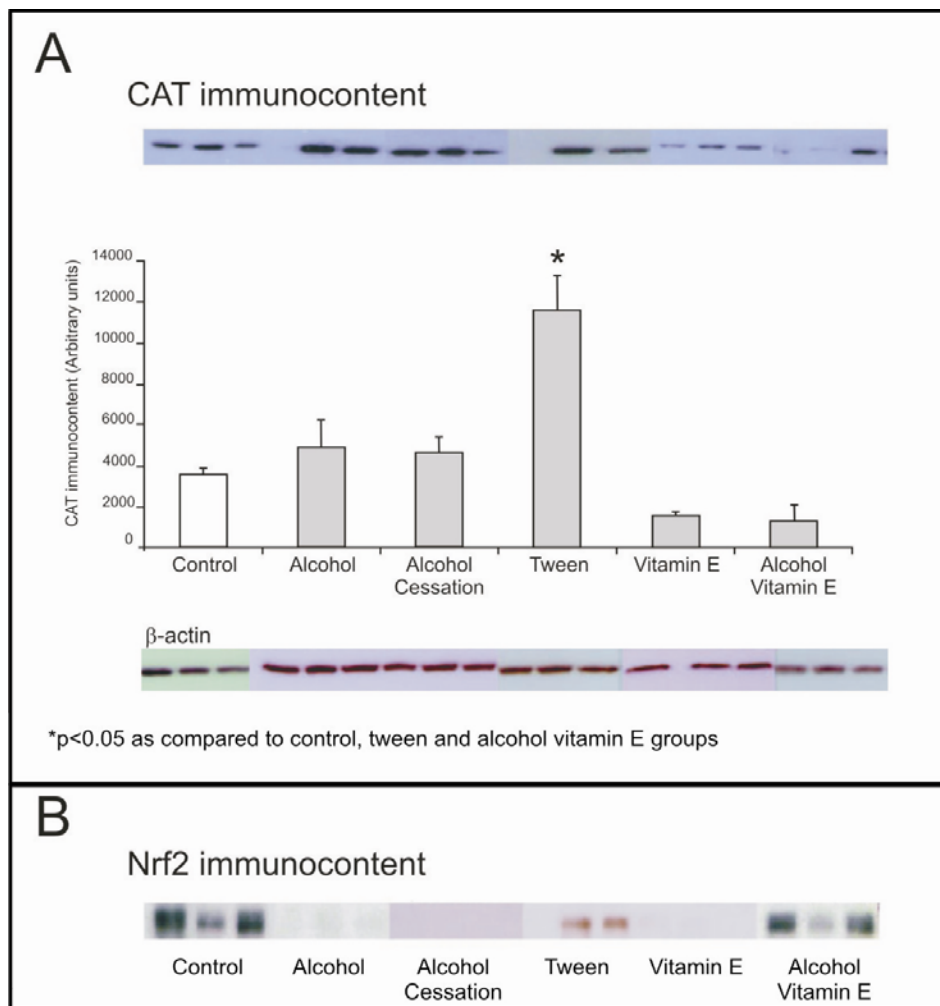 A
CAT immunocontent
14000
12000
10000
8000
6000
4000
2000
0
CAT immunocontent (Arbitrary units)
*
Control
Alcohol
Alcohol
Cessation
Tween
Vitamin E
Alcohol
Vitamin E
β-actin
*p<0.05 as compared to control, tween and alcohol vitamin E groups
B
Nrf2 immunocontent
Control
Alcohol
Alcohol
Cessation
Tween
Vitamin E
Alcohol
Vitamin E